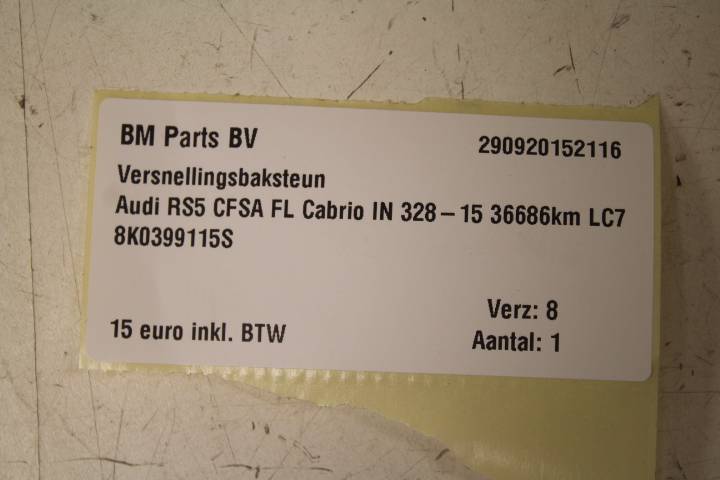 BM Parts BV 290920152116
Versnellingsbaksteun
Audi RS5 CFSA FL Cabrio IN 328 – 15 36686km LC7
8K0399115S
Verz: 8
15 euro inkl. BTW
Aantal: 1